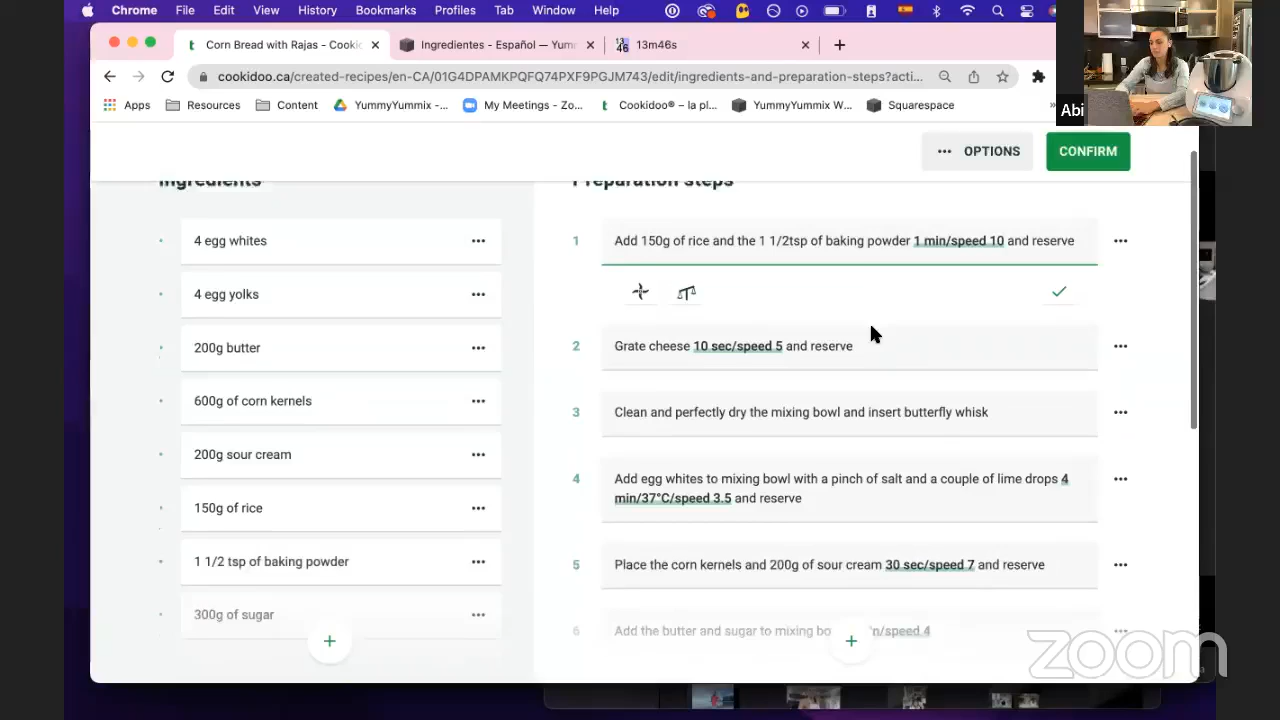 Chrome File Edit View History Bookmarks Profiles Tab Window Help
Corn Bread with Rajas - Cooki
Ingredientes - Español — Yum
13m46s
cookidoo.ca/created-recipes/en-CA/01G4DPAMKPQFQ74PXF9PGJM743/edit/ingredients-and-preparation-steps?acti...
Apps Resources Content YummyYummix -... My Meetings - Zo... Cookidoo® – la pl... YummyYummix W... Squarespace »
Abi
... OPTIONS
CONFIRM
Ingredients
4 egg whites
4 egg yolks
200g butter
600g of corn kernels
200g sour cream
150g of rice
1 1/2 tsp of baking powder
300g of sugar
Preparation steps
1 Add 150g of rice and the 1 1/2tsp of baking powder 1 min/speed 10 and reserve
2 Grate cheese 10 sec/speed 5 and reserve
3 Clean and perfectly dry the mixing bowl and insert butterfly whisk
4 Add egg whites to mixing bowl with a pinch of salt and a couple of lime drops 4
min/37°C/speed 3.5 and reserve
5 Place the corn kernels and 200g of sour cream 30 sec/speed 7 and reserve
6 Add the butter and sugar to mixing bo n/speed 4
zoom